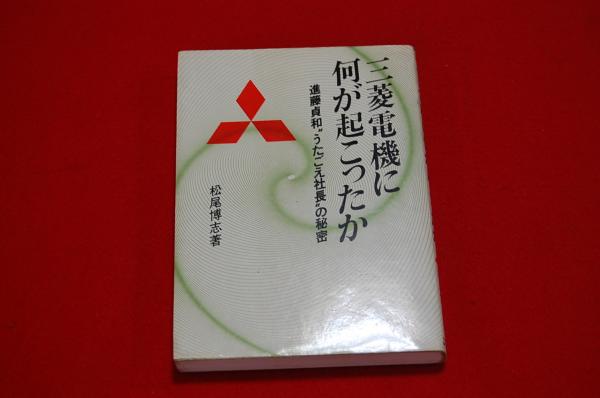 三菱電機に
何が起こったか
進藤貞和〝うたごえ社長〟の秘密
松尾博志著